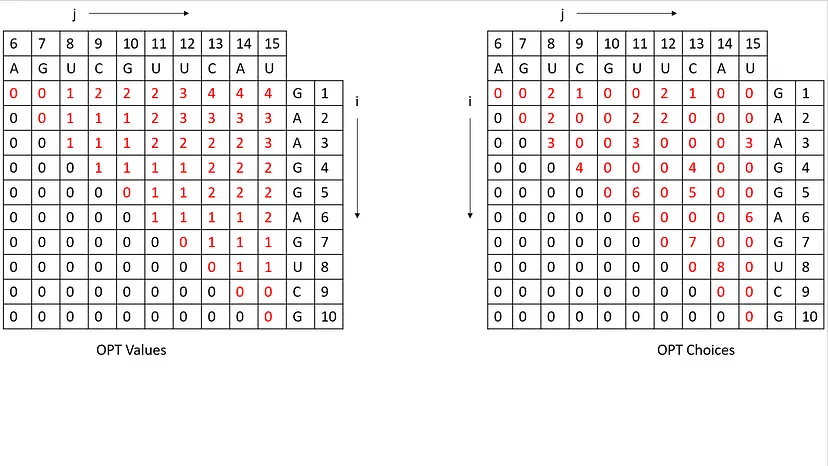 j
6 7 8 9 10 11 12 13 14 15
A G U C G U U C A U
0 0 1 2 2 2 3 4 4 4 G 1
0 0 1 1 1 2 3 3 3 3 A 2
0 0 1 1 1 2 2 2 2 3 A 3
0 0 0 1 1 1 1 2 2 2 G 4
0 0 0 0 0 1 1 2 2 2 G 5
0 0 0 0 0 1 1 1 1 2 A 6
0 0 0 0 0 0 0 1 1 1 G 7
0 0 0 0 0 0 0 0 1 1 U 8
0 0 0 0 0 0 0 0 0 0 C 9
0 0 0 0 0 0 0 0 0 0 G 10
i
OPT Values
j
6 7 8 9 10 11 12 13 14 15
A G U C G U U C A U
0 0 2 1 0 0 2 1 0 0 G 1
0 0 2 0 0 2 2 0 0 0 A 2
0 0 3 0 0 3 0 0 0 3 A 3
0 0 0 4 0 0 0 4 0 0 G 4
0 0 0 0 0 6 0 5 0 0 G 5
0 0 0 0 0 6 0 0 0 6 A 6
0 0 0 0 0 0 0 7 0 0 G 7
0 0 0 0 0 0 0 0 8 0 U 8
0 0 0 0 0 0 0 0 0 0 C 9
0 0 0 0 0 0 0 0 0 0 G 10
i
OPT Choices